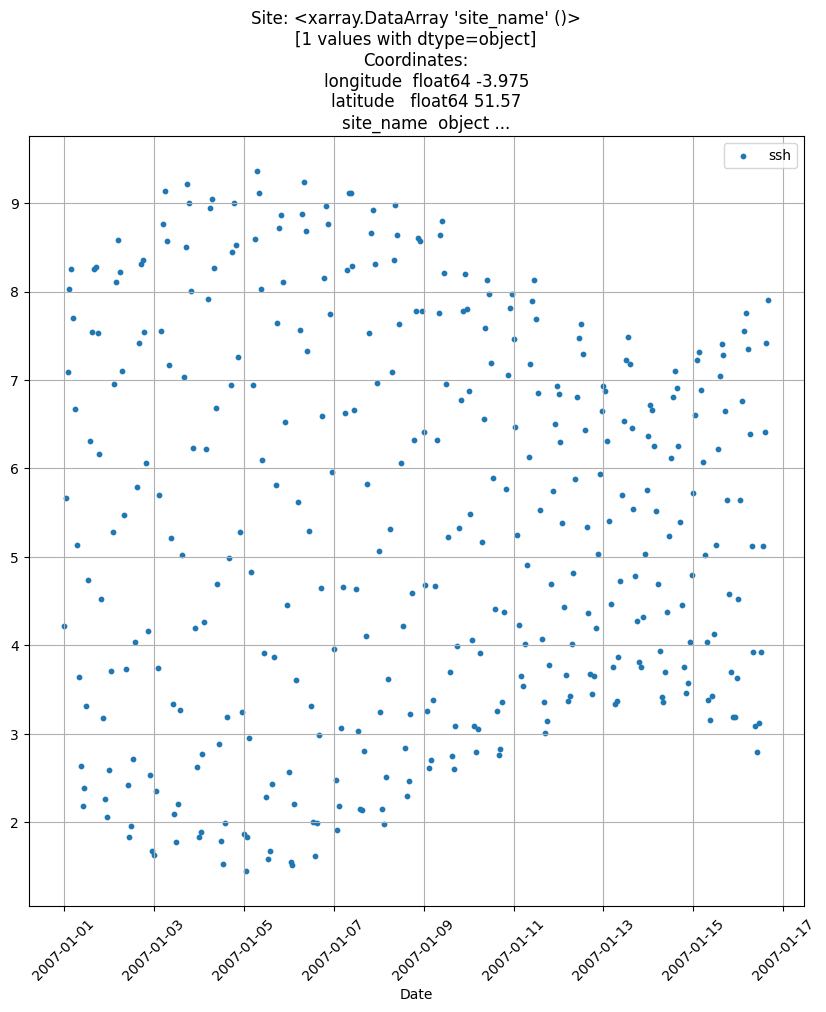 Site: <xarray.DataArray 'site_name' ()>
[1 values with dtype=object]
Coordinates:
longitude  float64 -3.975
latitude   float64 51.57
site_name  object ...
ssh
9
8
7
6
5
4
3
2
2007-01-01
2007-01-03
2007-01-05
2007-01-07
2007-01-09
2007-01-11
2007-01-13
2007-01-15
2007-01-17
Date